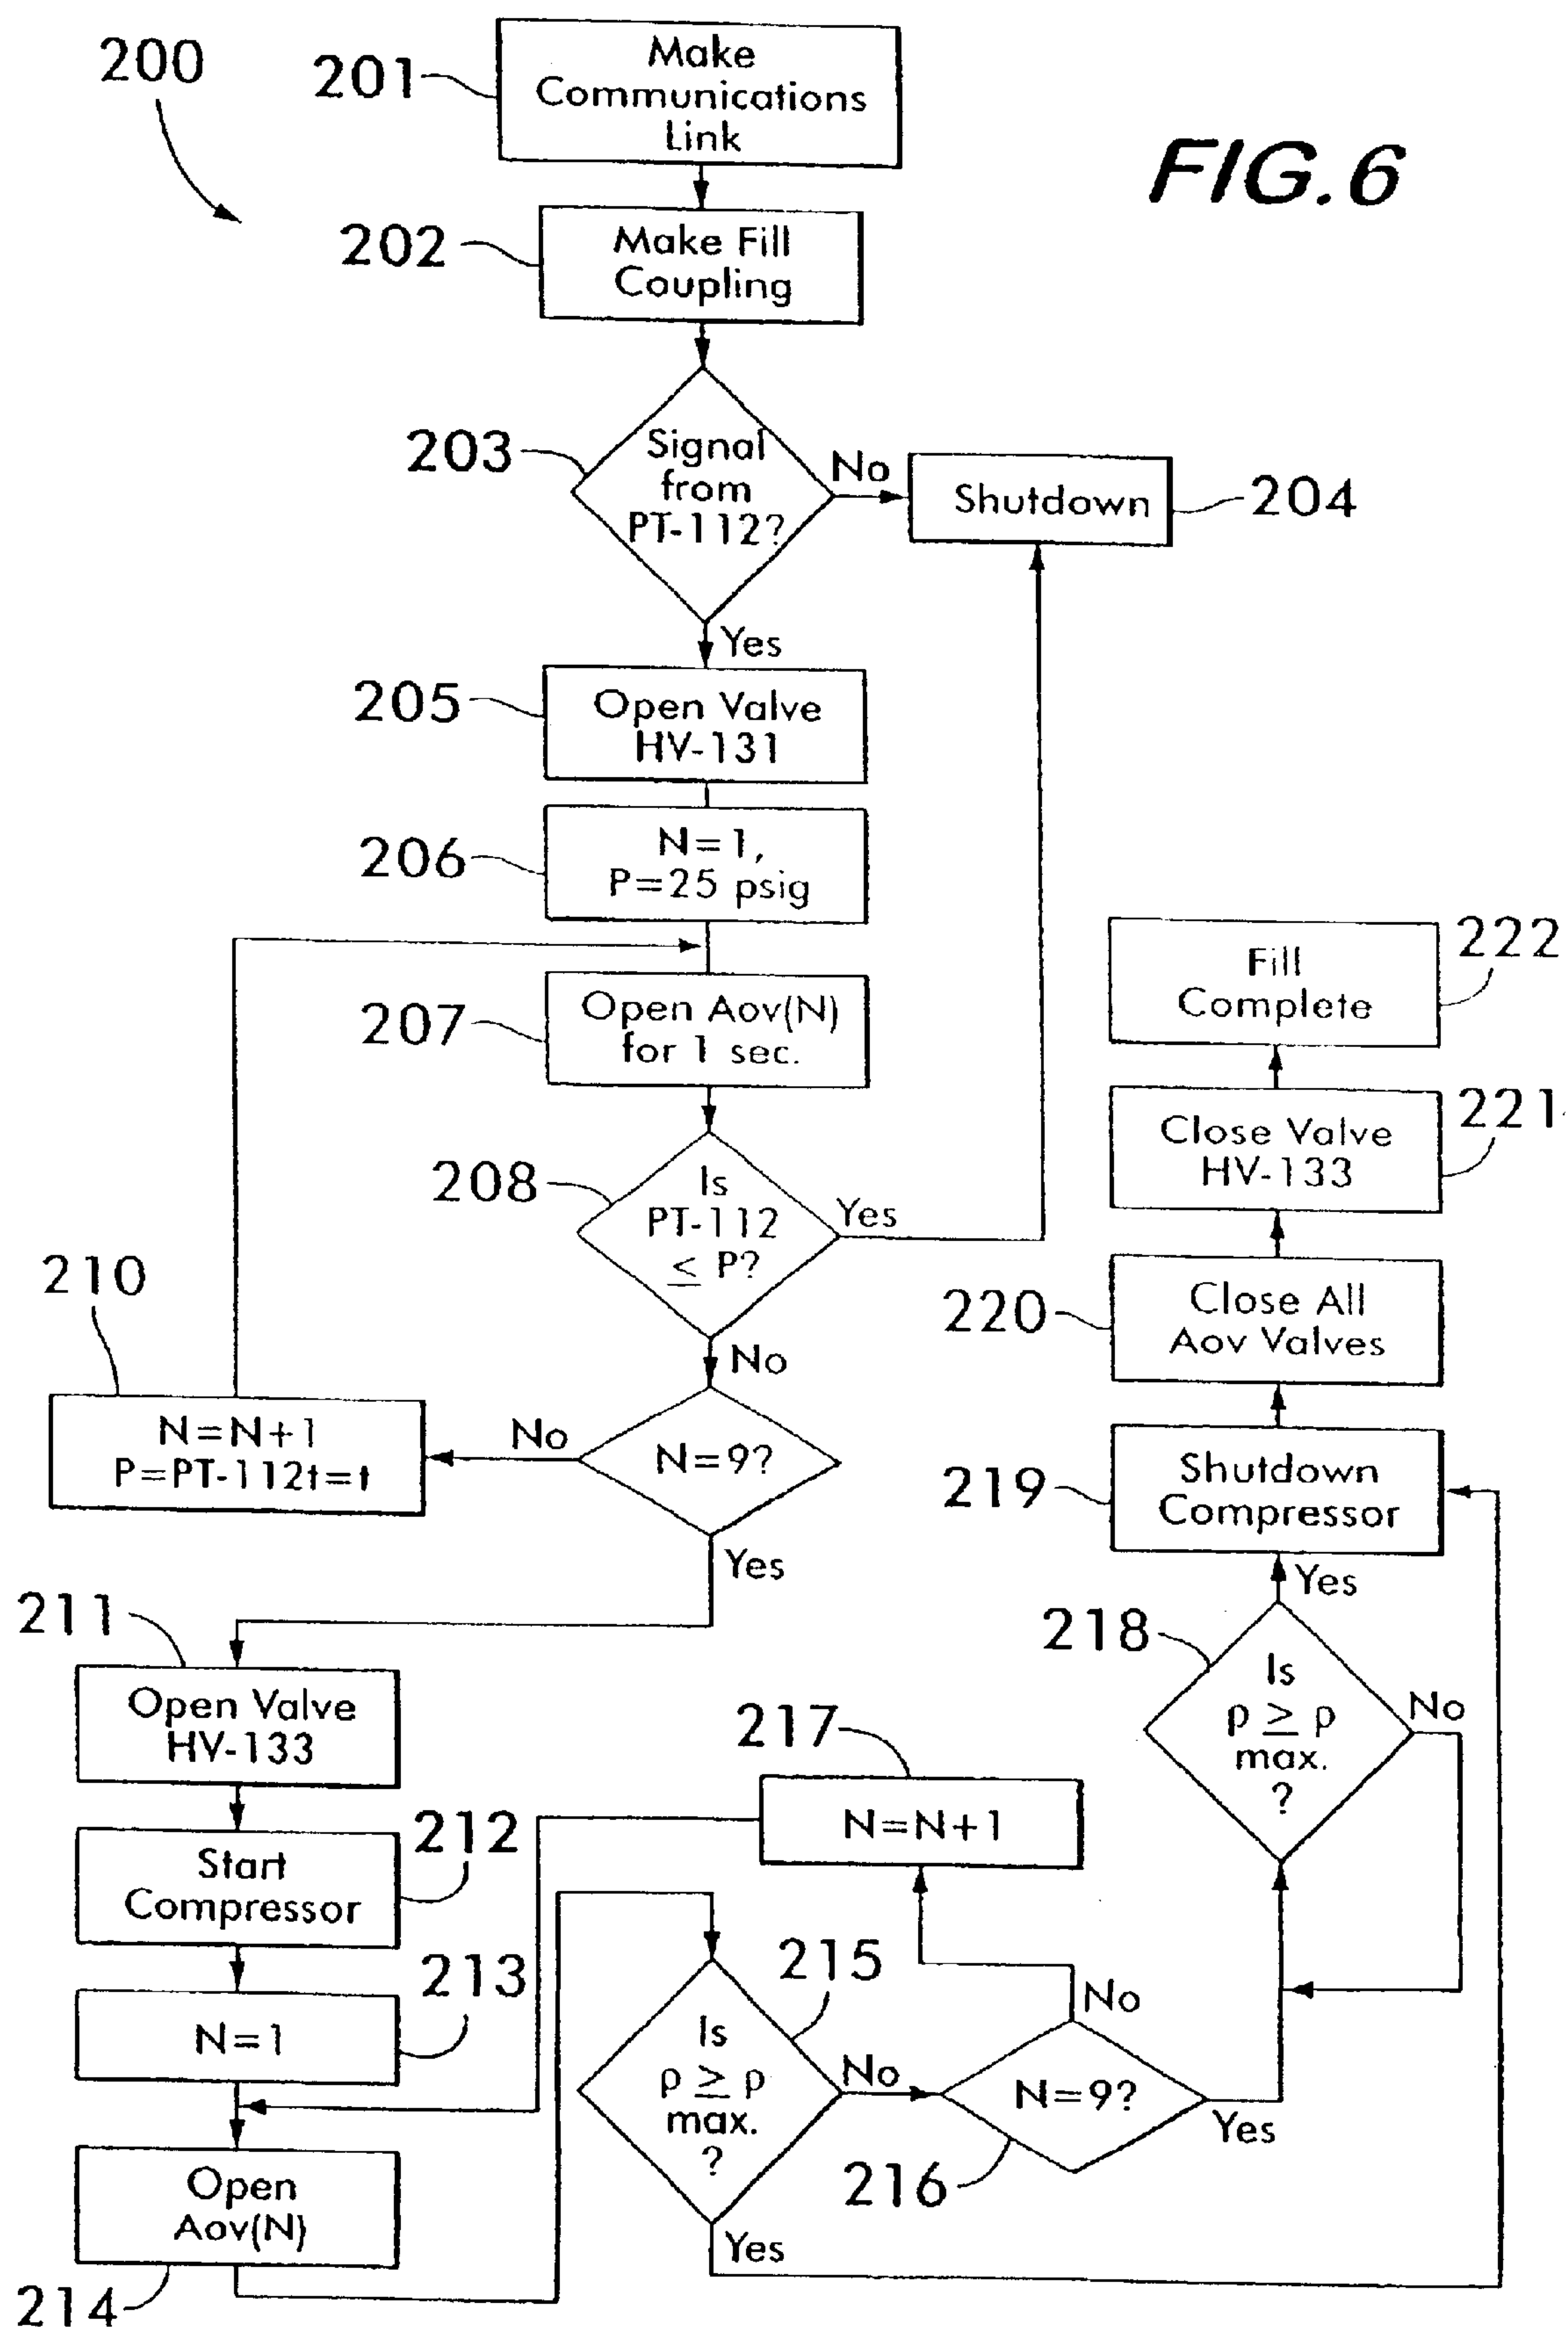 200
201
Make
Communications
Link
FIG.6
202
Make Fill
Coupling
203
Signal
from
PT-112?
No
Shutdown
204
Yes
205
Open Valve
HV-131
206
N=1,
P=25 psig
207
Open Aov(N)
for 1 sec.
208
Is
PT-112
≤ P?
Yes
No
210
N=N+1
P=PT-112t=t
No
N=9?
Yes
211
Open Valve
HV-133
212
Start
Compressor
213
N=1
Open
Aov(N)
214
215
Is
ρ ≥ ρ
max.
?
No
Yes
216
N=9?
No
Yes
217
N=N+1
218
Is
ρ ≥ ρ
max.
?
No
Yes
219
Shutdown
Compressor
220
Close All
Aov Valves
221
Close Valve
HV-133
222
Fill
Complete